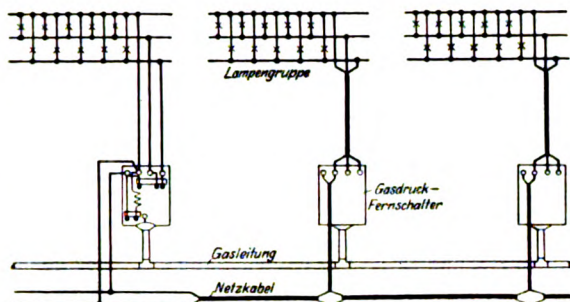 Lampengruppe
Gasdruck-
Fernschalter
Gasleitung
Netzkabel